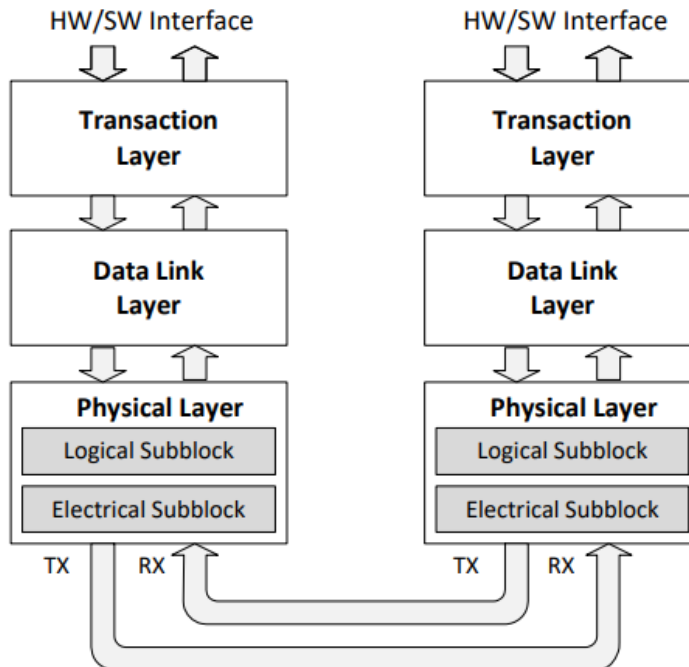 HW/SW Interface
Transaction
Layer
Data Link
Layer
Physical Layer
Logical Subblock
Electrical Subblock
TX RX
HW/SW Interface
Transaction
Layer
Data Link
Layer
Physical Layer
Logical Subblock
Electrical Subblock
TX RX